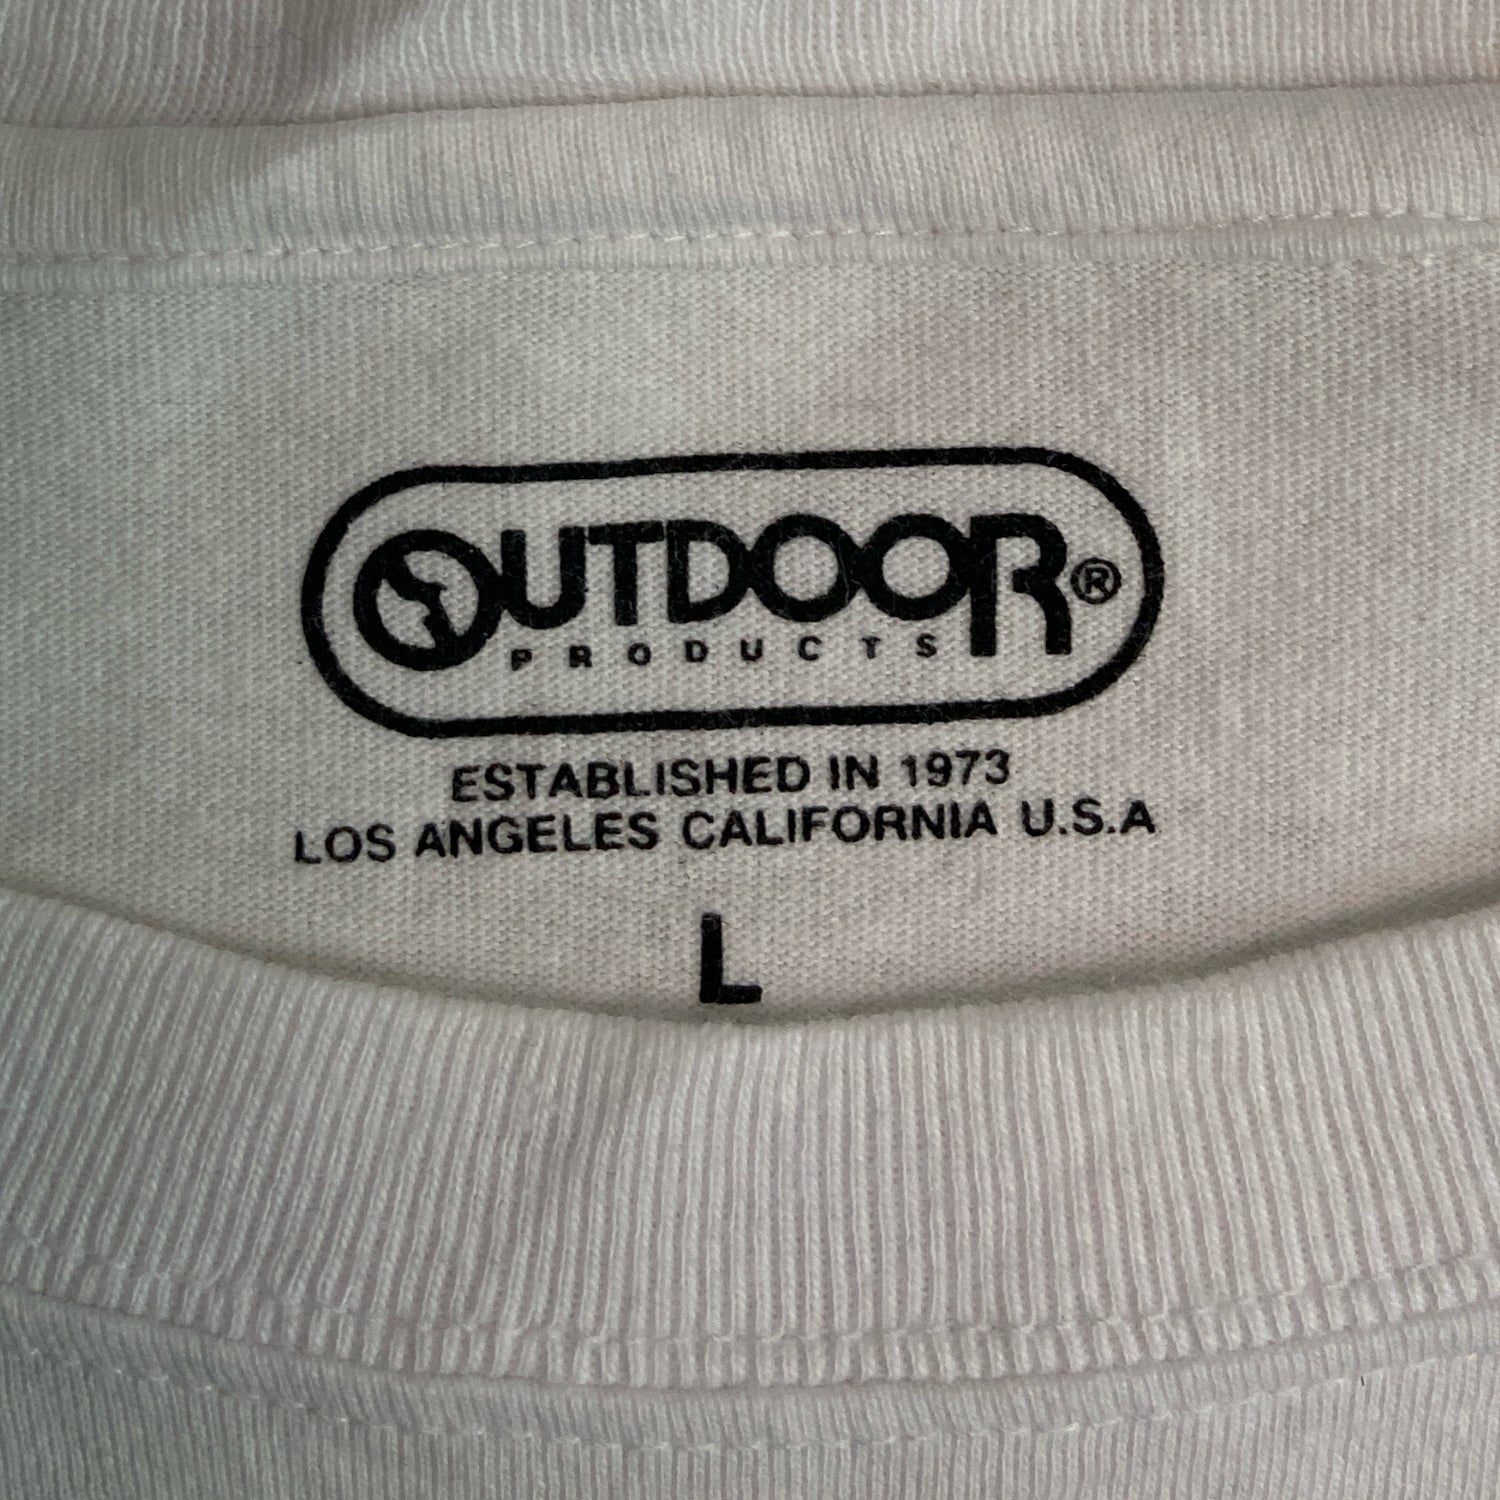 OUTDOOR®
PRODUCTS
ESTABLISHED IN 1973
LOS ANGELES CALIFORNIA U.S.A
L